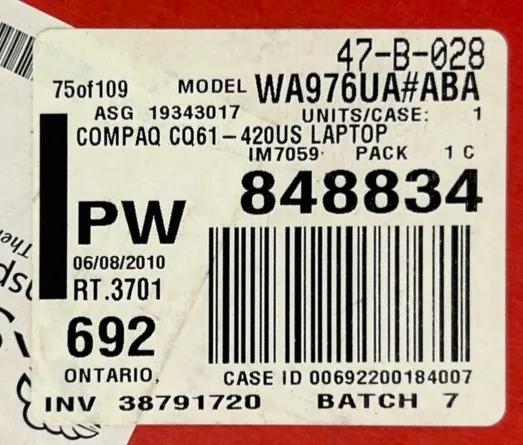 47-B-028
75of109 MODEL WA976UA#ABA
ASG 19343017 UNITS/CASE: 1
COMPAQ CQ61-420US LAPTOP
IM7059 PACK 1 C
848834
PW
06/08/2010
RT.3701
692
ONTARIO,
CASE ID 00692200184007
INV 38791720 BATCH 7